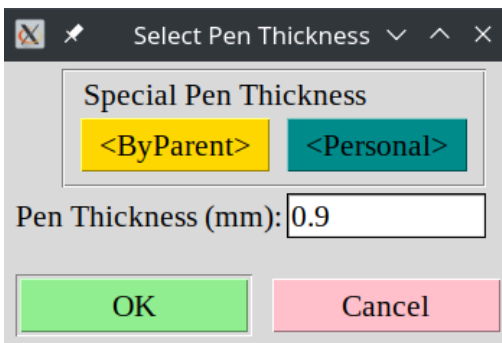 Select Pen Thickness
Special Pen Thickness
<ByParent> <Personal>
Pen Thickness (mm): 0.9
OK Cancel